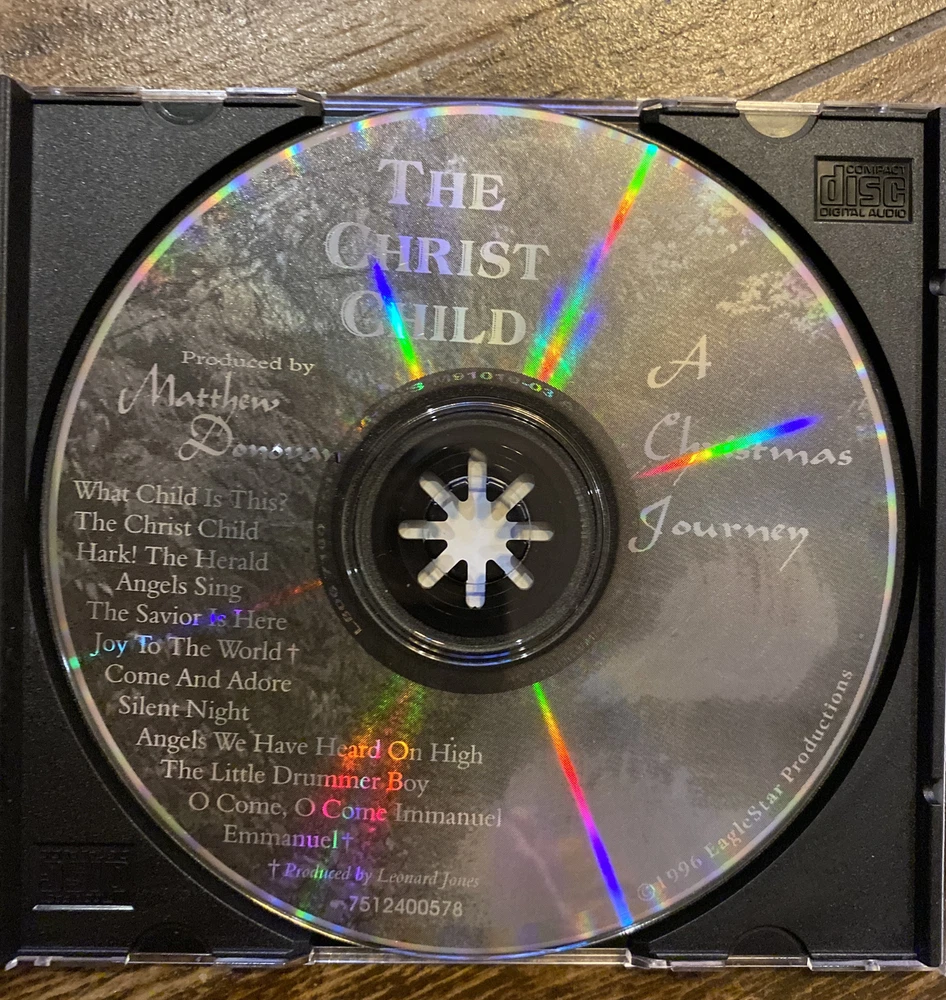 THE
CHRIST
CHILD
COMPACT
disc
DIGITAL AUDIO
A
Christmas
Journey
Produced by
Matthew
Donovan
What Child Is This?
The Christ Child
Hark! The Herald
Angels Sing
The Savior Is Here
Joy To The World †
Come And Adore
Silent Night
Angels We Have Heard On High
The Little Drummer Boy
O Come, O Come Immanuel
Emmanuel †
† Produced by Leonard Jones
7512400578
©1996 EagleStar Productions